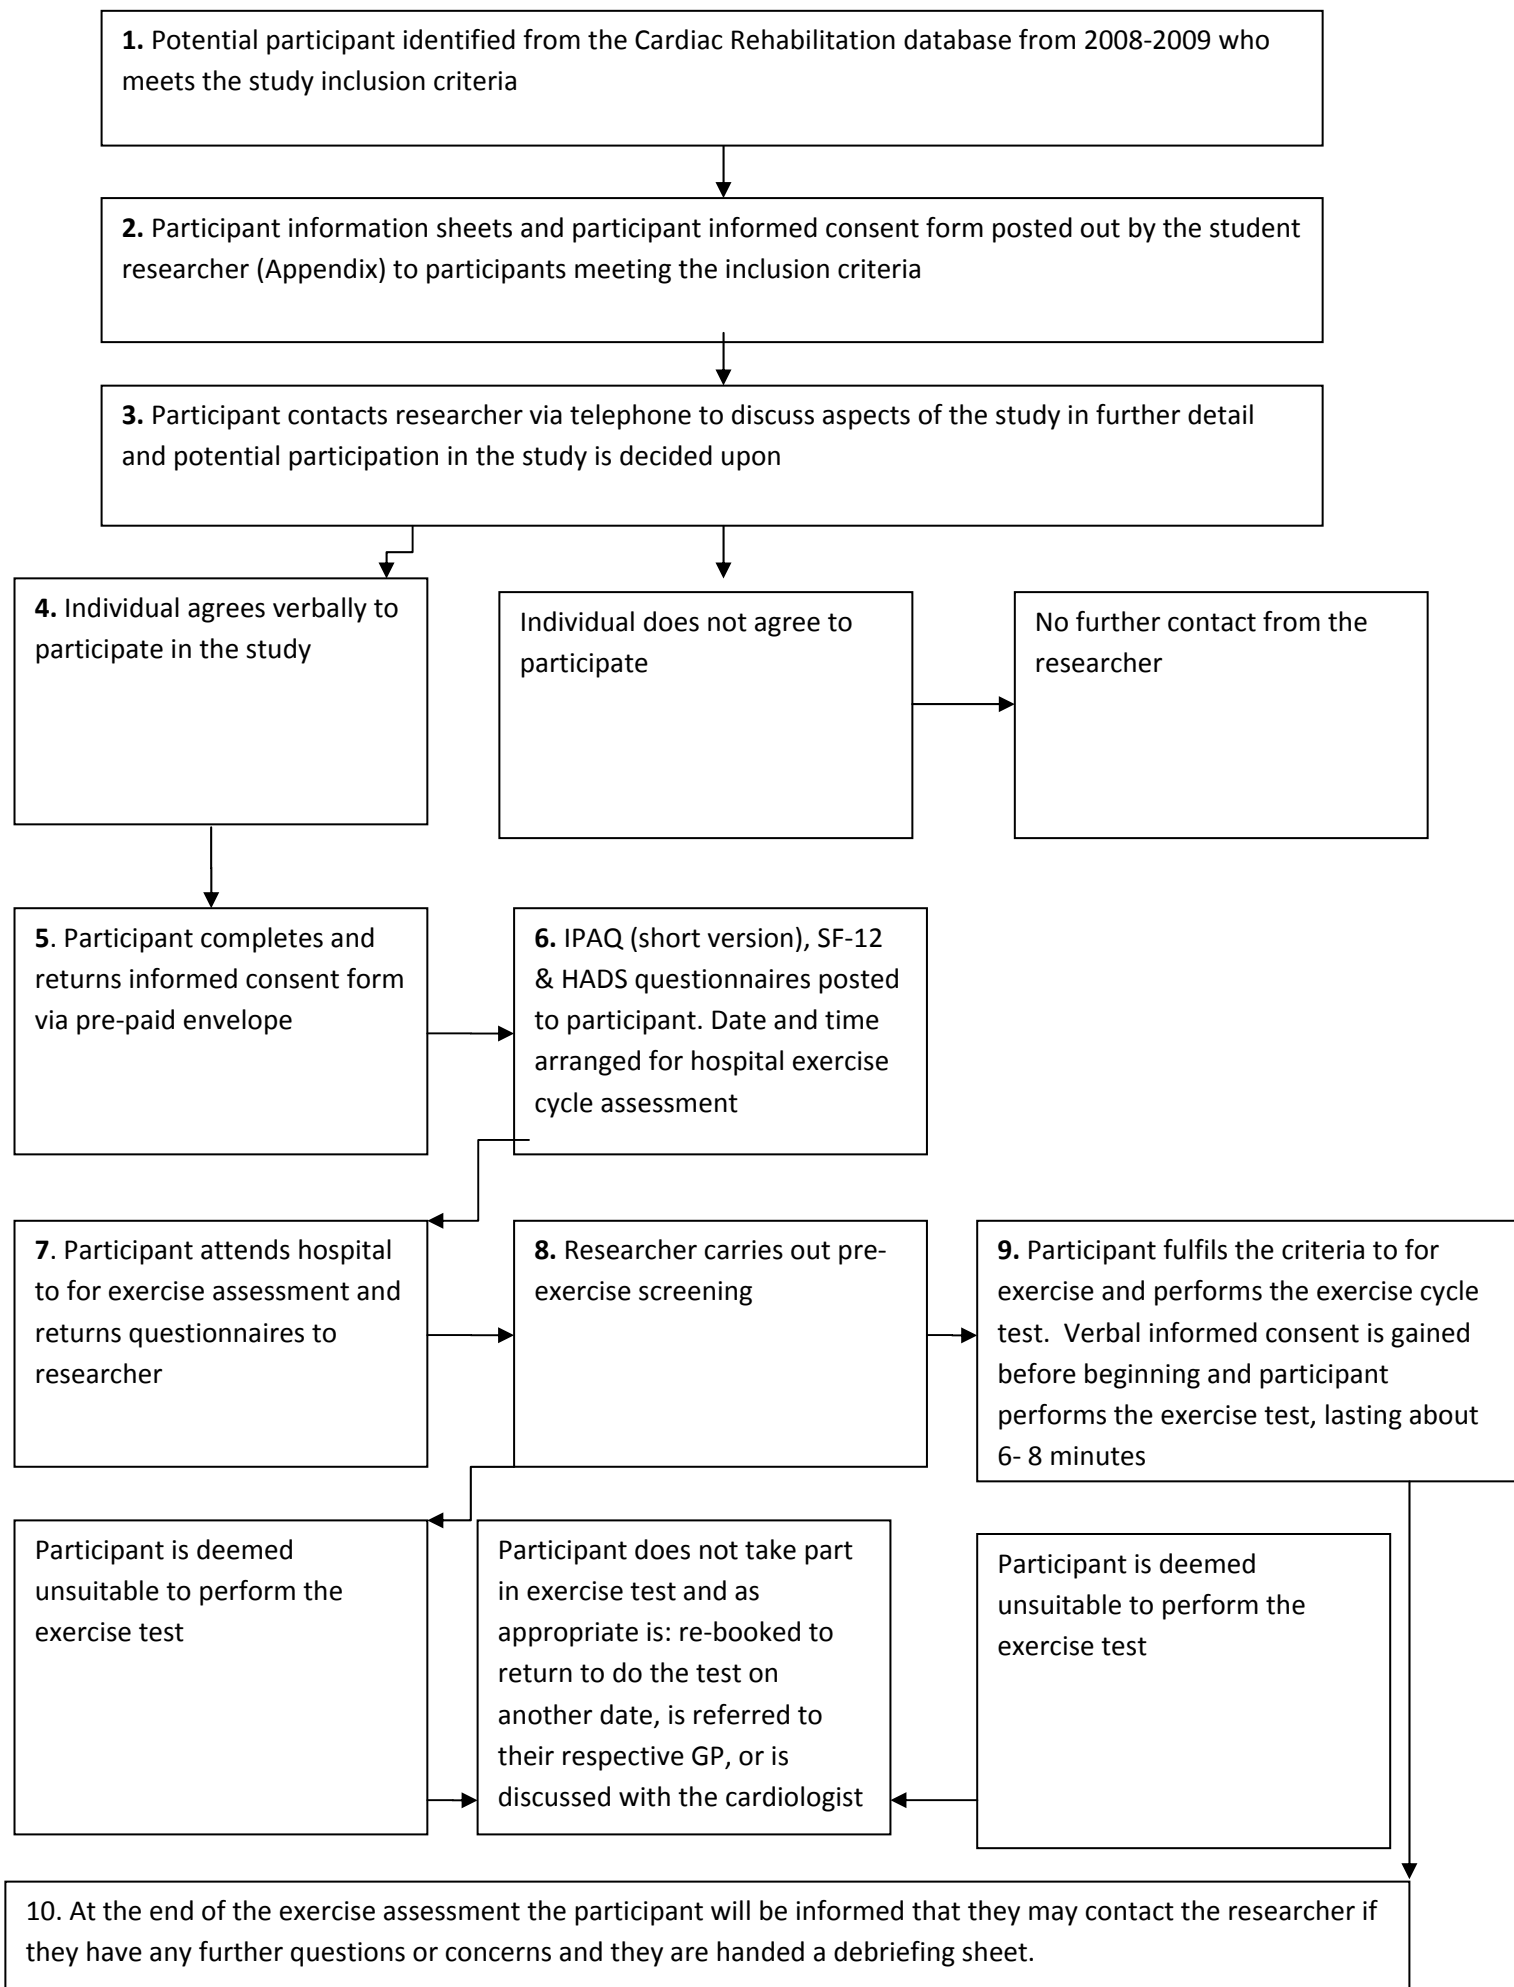 1. Potential participant identified from the Cardiac Rehabilitation database from 2008-2009 who
meets the study inclusion criteria
2. Participant information sheets and participant informed consent form posted out by the student
researcher (Appendix) to participants meeting the inclusion criteria
3. Participant contacts researcher via telephone to discuss aspects of the study in further detail
and potential participation in the study is decided upon
4. Individual agrees verbally to
participate in the study
Individual does not agree to
participate
No further contact from the
researcher
5. Participant completes and
returns informed consent form
via pre-paid envelope
6. IPAQ (short version), SF-12
& HADS questionnaires posted
to participant. Date and time
arranged for hospital exercise
cycle assessment
7. Participant attends hospital
to for exercise assessment and
returns questionnaires to
researcher
8. Researcher carries out pre-
exercise screening
9. Participant fulfils the criteria to for
exercise and performs the exercise cycle
test.  Verbal informed consent is gained
before beginning and participant
performs the exercise test, lasting about
6- 8 minutes
Participant is deemed
unsuitable to perform the
exercise test
Participant does not take part
in exercise test and as
appropriate is: re-booked to
return to do the test on
another date, is referred to
their respective GP, or is
discussed with the cardiologist
Participant is deemed
unsuitable to perform the
exercise test
10. At the end of the exercise assessment the participant will be informed that they may contact the researcher if
they have any further questions or concerns and they are handed a debriefing sheet.